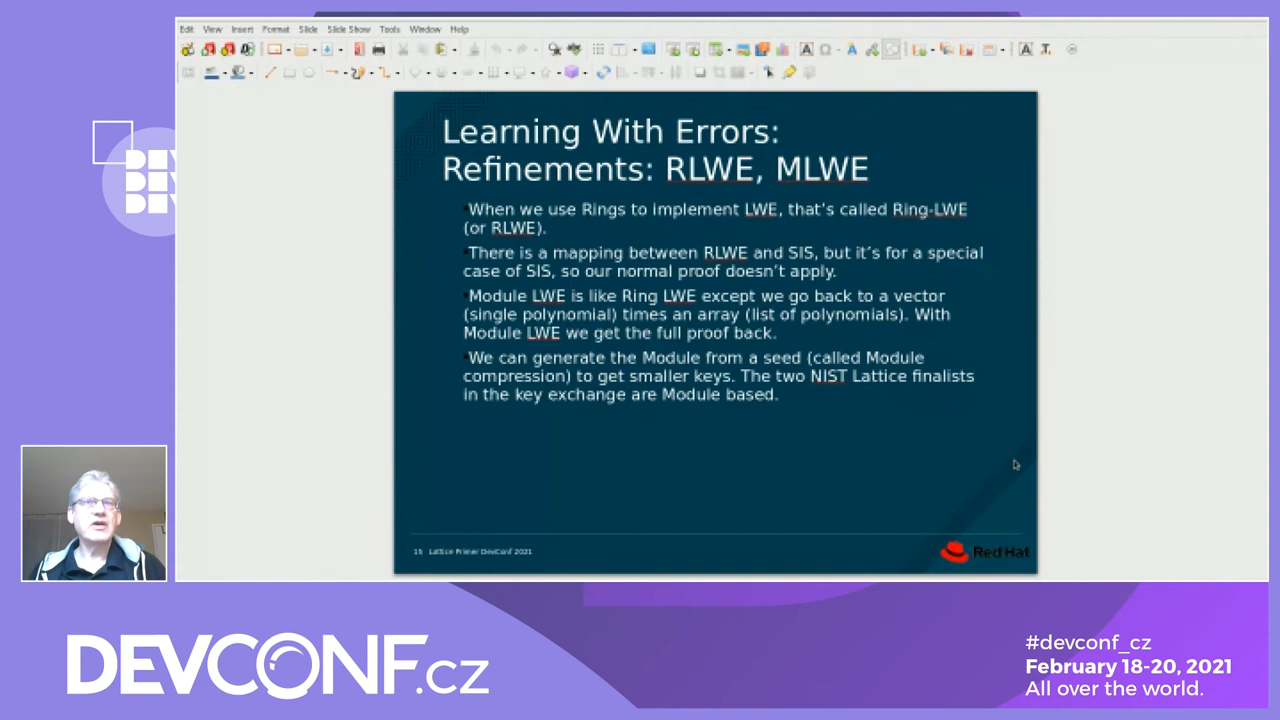 Edit View Insert Format Slide Slide Show Tools Window Help
Learning With Errors:
Refinements: RLWE, MLWE
When we use Rings to implement LWE, that's called Ring-LWE
(or RLWE).
There is a mapping between RLWE and SIS, but it's for a special
case of SIS, so our normal proof doesn't apply.
Module LWE is like Ring LWE except we go back to a vector
(single polynomial) times an array (list of polynomials). With
Module LWE we get the full proof back.
We can generate the Module from a seed (called Module
compression) to get smaller keys. The two NIST Lattice finalists
in the key exchange are Module based.
15 Lattice Primer DevConf 2021
Red Hat
DEVCONF.cz
#devconf_cz
February 18-20, 2021
All over the world.